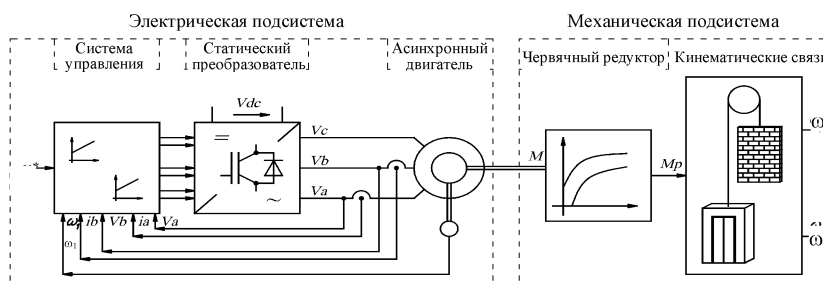 Электрическая подсистема
Механическая подсистема
Система управления
Статический преобразователь
Асинхронный двигатель
Червячный редуктор
Кинематические связи
Vdc
Vc
Vb
Va
M
Mp
ib Vb ia Va
ω₁
ω
ω